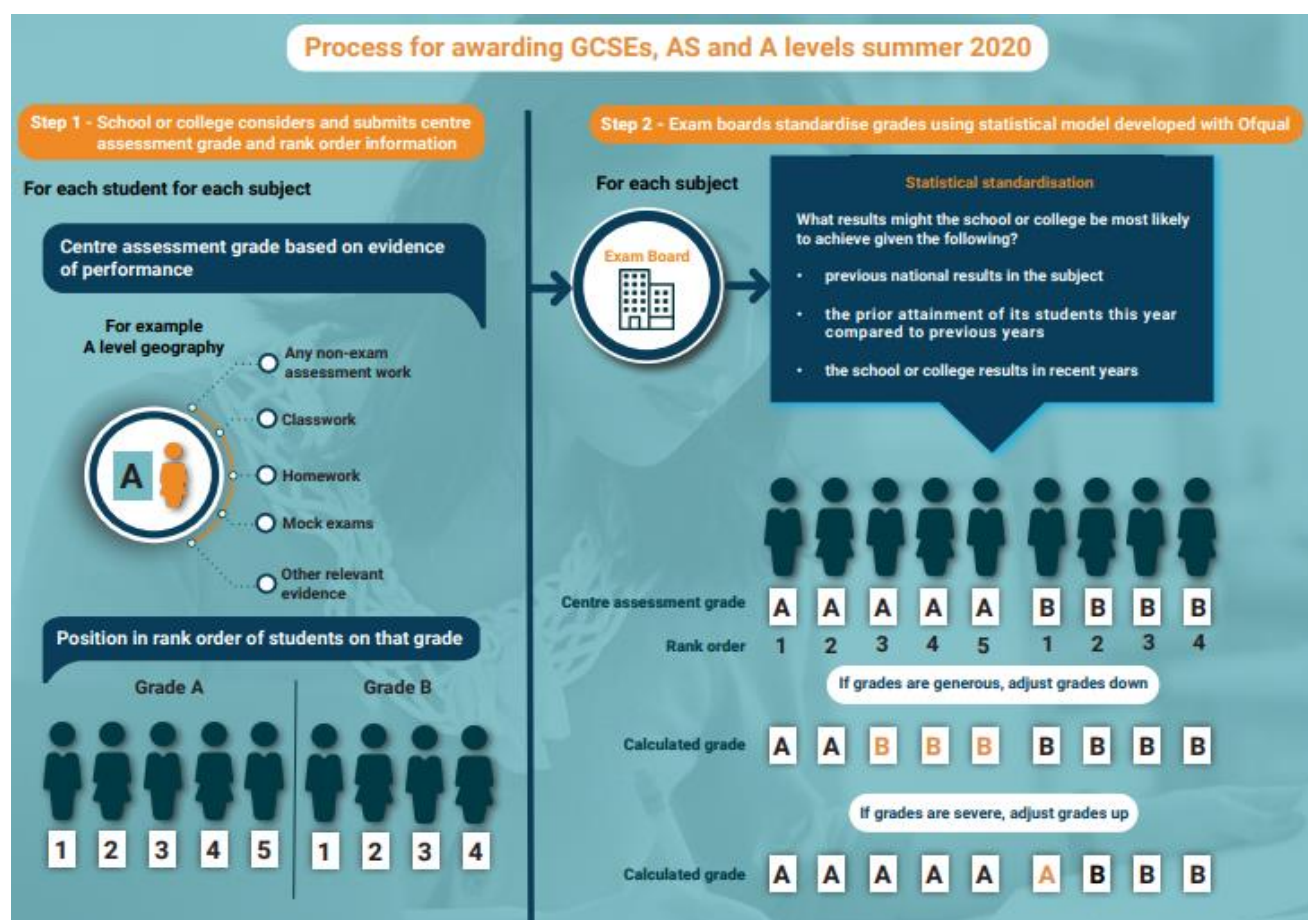 Process for awarding GCSEs, AS and A levels summer 2020
Step 1 - School or college considers and submits centre
assessment grade and rank order information
For each student for each subject
Centre assessment grade based on evidence
of performance
For example
A level geography
A
Any non-exam
assessment work
Classwork
Homework
Mock exams
Other relevant
evidence
Position in rank order of students on that grade
Grade A
Grade B
1 2 3 4 5 1 2 3 4
Step 2 - Exam boards standardise grades using statistical model developed with Ofqual
For each subject
Exam Board
Statistical standardisation
What results might the school or college be most likely
to achieve given the following?
• previous national results in the subject
• the prior attainment of its students this year
compared to previous years
• the school or college results in recent years
Centre assessment grade A A A A A B B B B
Rank order 1 2 3 4 5 1 2 3 4
If grades are generous, adjust grades down
Calculated grade A A B B B B B B B
If grades are severe, adjust grades up
Calculated grade A A A A A A B B B